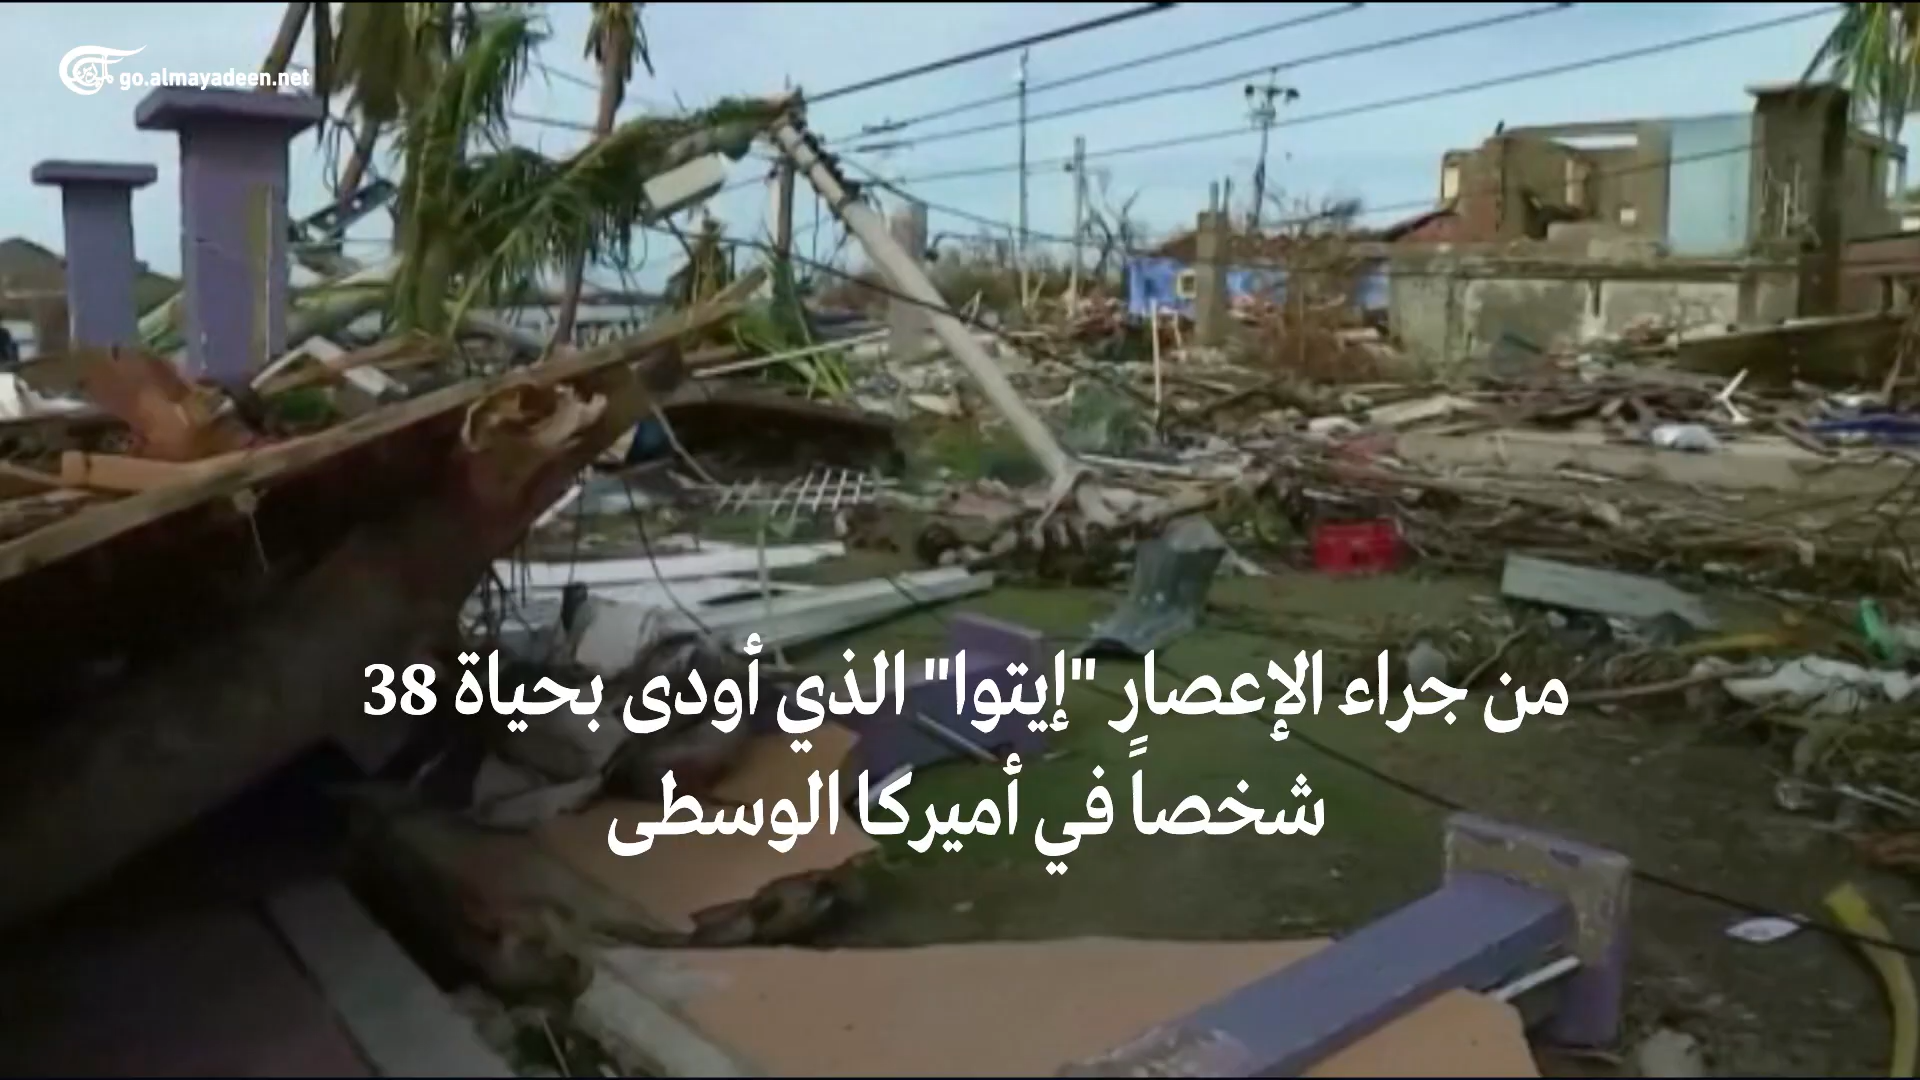 go.almayadeen.net
من جراء الإعصارِ "إيتوا" الذي أودى بحياة 38
شخصاً في أميركا الوسطى